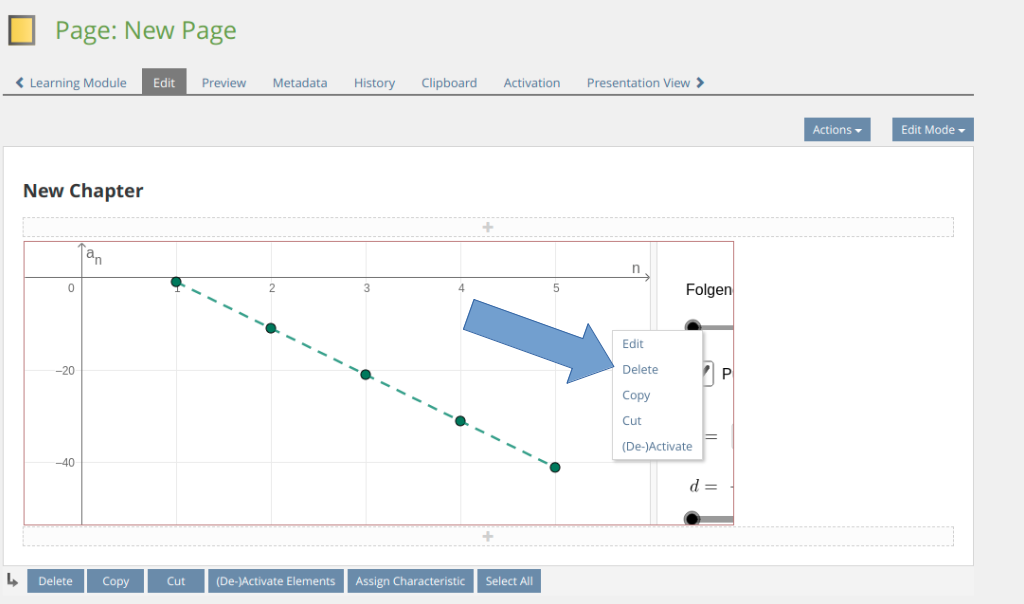 Page: New Page
Learning Module Edit Preview Metadata History Clipboard Activation Presentation View
Actions Edit Mode
New Chapter
+
an
n
0 1 2 3 4 5
−20
−40
Folgen
Edit
Delete
Copy
Cut
(De-)Activate
P
=
d = -
+
Delete Copy Cut (De-)Activate Elements Assign Characteristic Select All